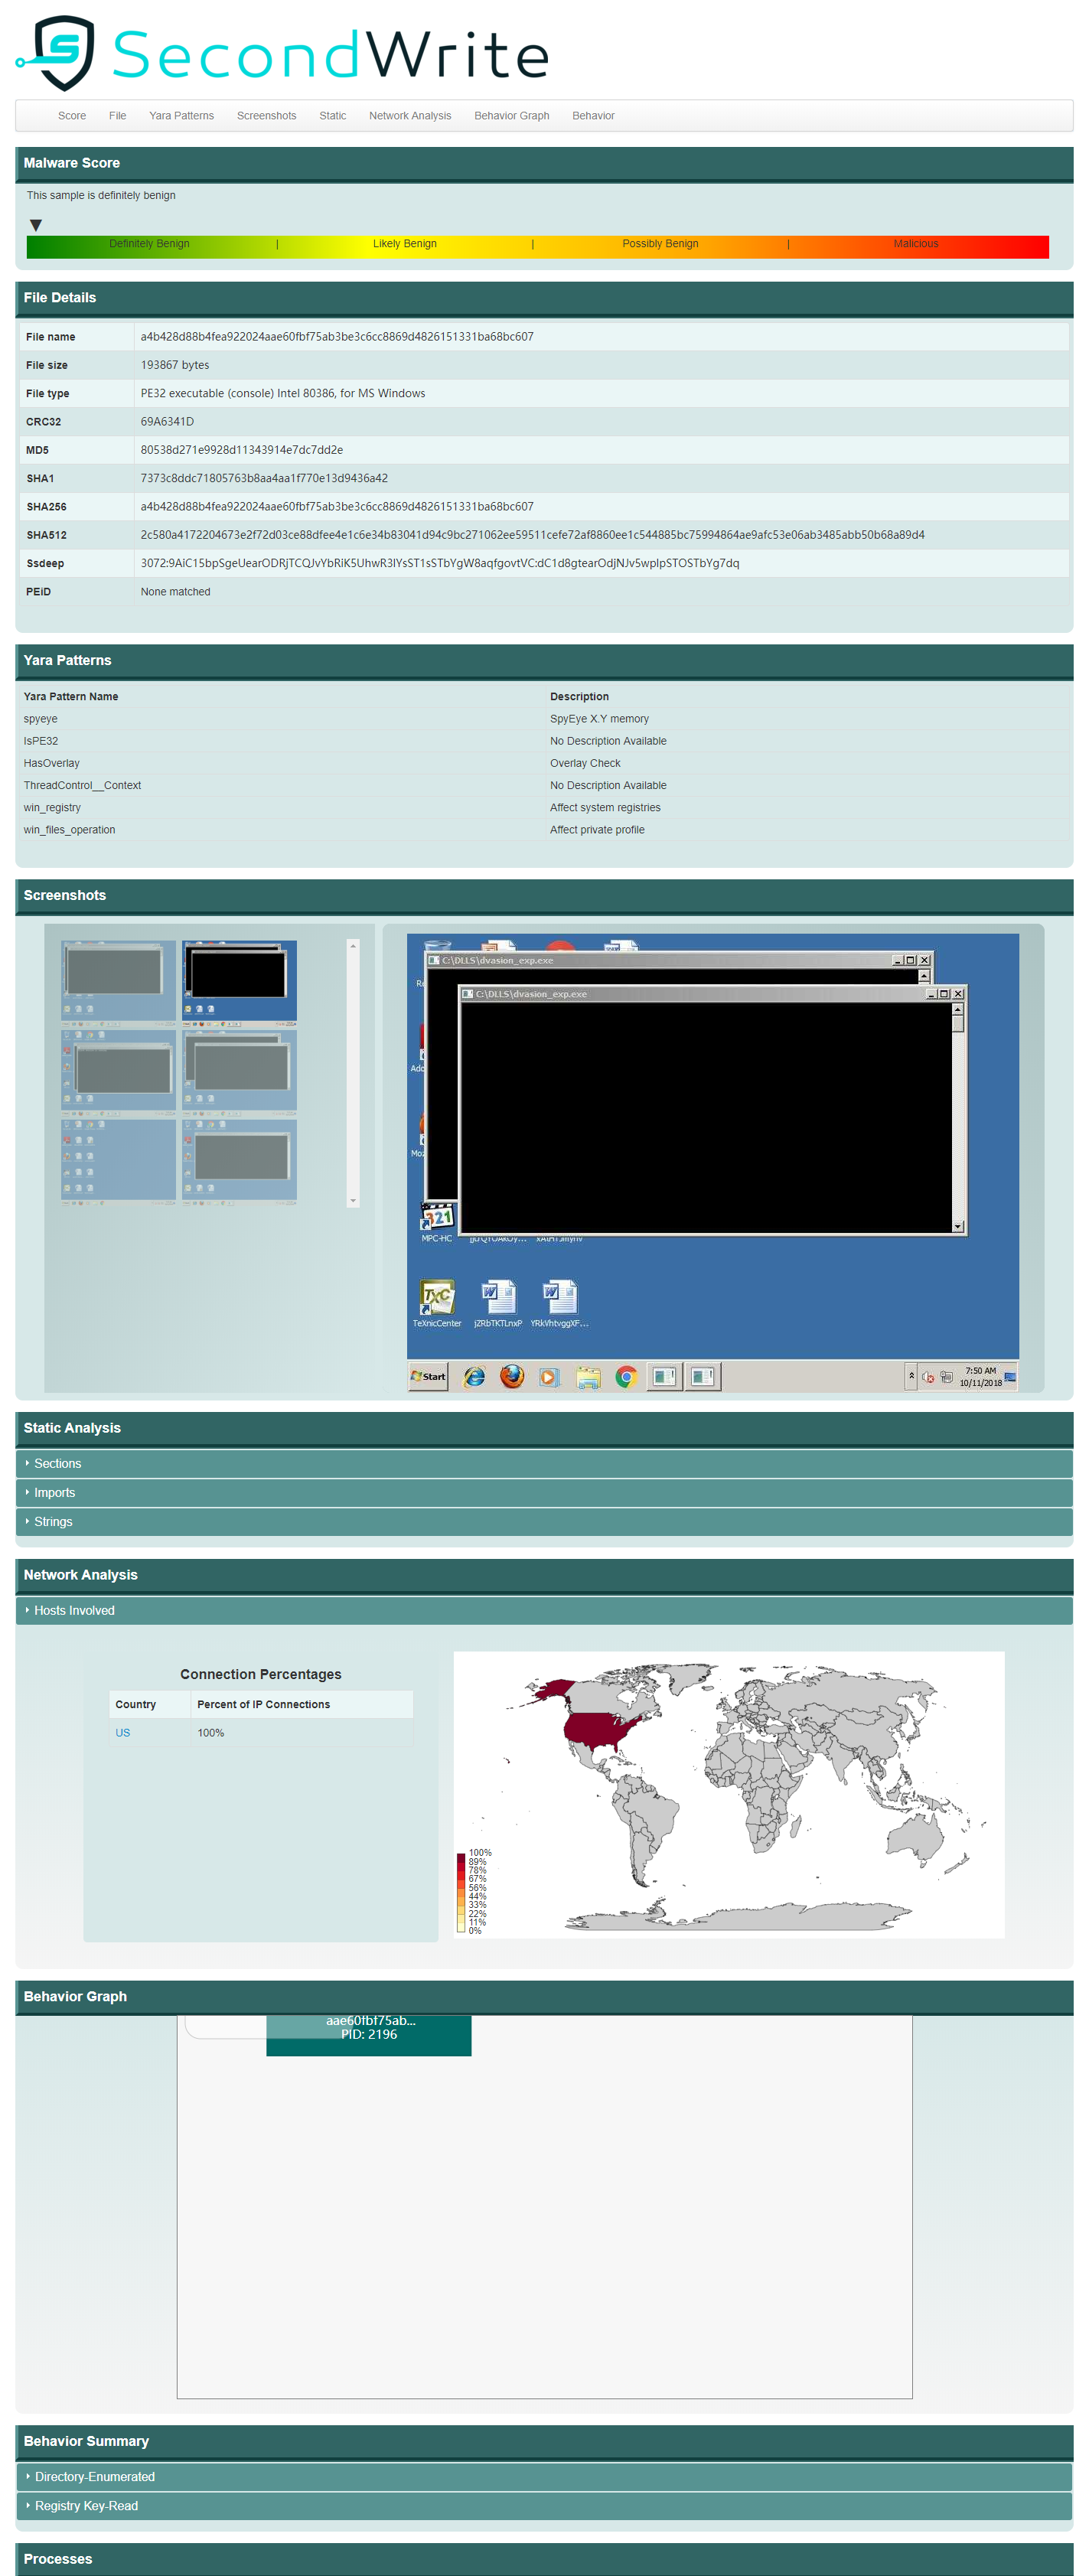 SecondWrite
Score File Yara Patterns Screenshots Static Network Analysis Behavior Graph Behavior
Malware Score
This sample is definitely benign
Definitely Benign | Likely Benign | Possibly Benign | Malicious
File Details
File name a4b428d88b4fea922024aae60fbf75ab3be3c6cc8869d4826151331ba68bc607
File size 193867 bytes
File type PE32 executable (console) Intel 80386, for MS Windows
CRC32 69A6341D
MD5 80538d271e9928d11343914e7dc7dd2e
SHA1 7373c8ddc71805763b8aa4aa1f770e13d9436a42
SHA256 a4b428d88b4fea922024aae60fbf75ab3be3c6cc8869d4826151331ba68bc607
SHA512 2c580a4172204673e2f72d03ce88dfee4e1c6e34b83041d94c9bc271062ee59511cefe72af8860ee1c544885bc75994864ae9afc53e06ab3485abb50b68a89d4
Ssdeep 3072:9AiC15bpSgeUearODRjTCQJvYbRiK5UhwR3IYsST1sSTbYgW8aqfgovtVC:dC1d8gtearOdjNJv5wpIpSTOSTbYg7dq
PEiD None matched
Yara Patterns
Yara Pattern Name Description
spyeye SpyEye X.Y memory
IsPE32 No Description Available
HasOverlay Overlay Check
ThreadControl__Context No Description Available
win_registry Affect system registries
win_files_operation Affect private profile
Screenshots
C:\DLLS\dvasion_exp.exe
C:\DLLS\dvasion_exp.exe
MPC-HC
TeXnicCenter jZRbTKTLnxP YRkVhtvggXF...
Start 7:50 AM
10/11/2018
Static Analysis
Sections
Imports
Strings
Network Analysis
Hosts Involved
Connection Percentages
Country Percent of IP Connections
US 100%
100%
89%
78%
67%
56%
44%
33%
22%
11%
0%
Behavior Graph
aae60fbf75ab...
PID: 2196
Behavior Summary
Directory-Enumerated
Registry Key-Read
Processes